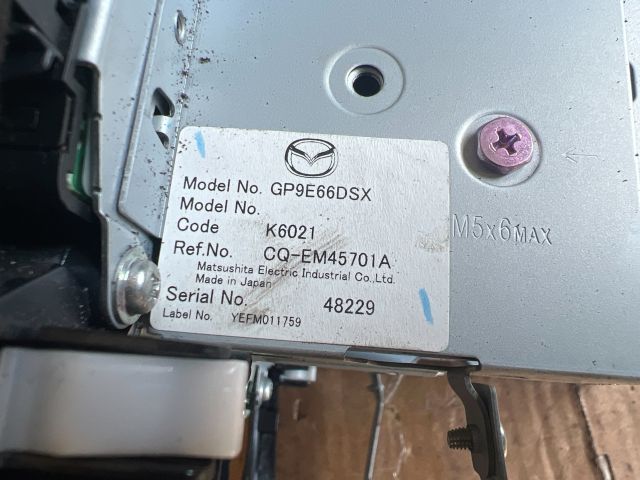 Model No. GP9E66DSX
Model No.
Code K6021
Ref.No. CQ-EM45701A
Matsushita Electric Industrial Co.,Ltd.
Made in Japan
Serial No. 48229
Label No. YEFM011759
M5x6MAX